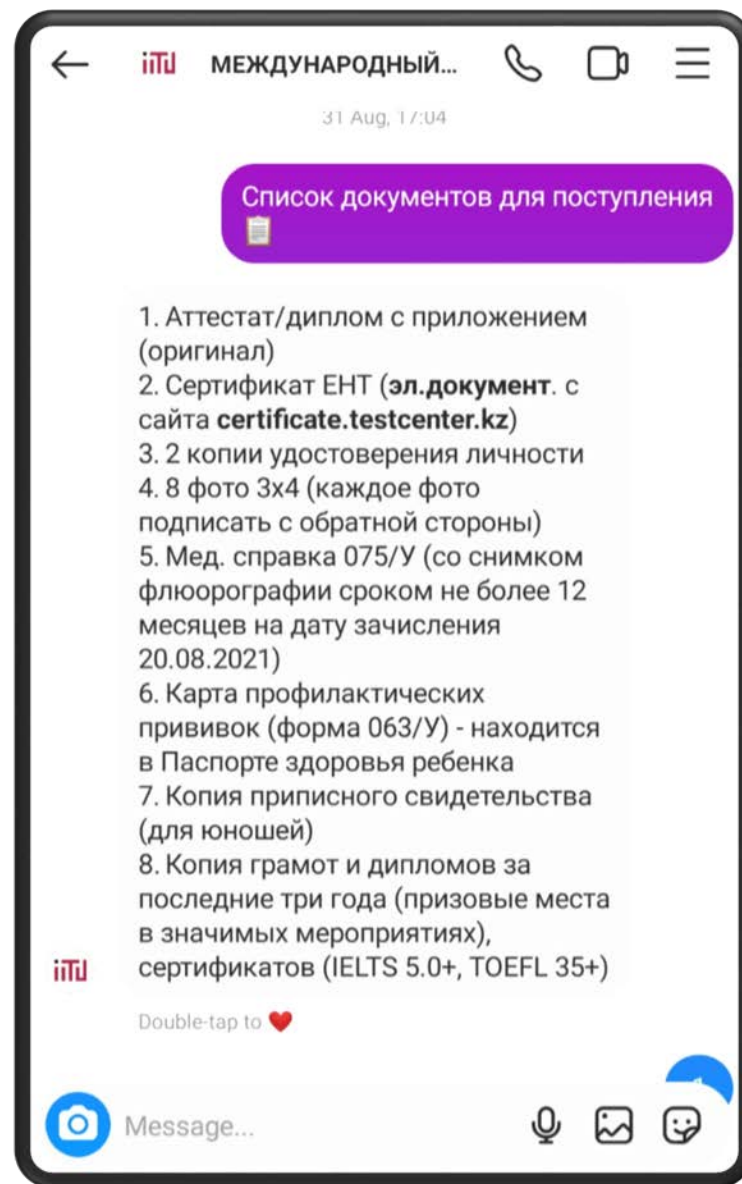 iiTU МЕЖДУНАРОДНЫЙ...
31 Aug, 17:04
Список документов для поступления
1. Аттестат/диплом с приложением
(оригинал)
2. Сертификат ЕНТ (эл.документ. с
сайта certificate.testcenter.kz)
3. 2 копии удостоверения личности
4. 8 фото 3х4 (каждое фото
подписать с обратной стороны)
5. Мед. справка 075/У (со снимком
флюорографии сроком не более 12
месяцев на дату зачисления
20.08.2021)
6. Карта профилактических
прививок (форма 063/У) - находится
в Паспорте здоровья ребенка
7. Копия приписного свидетельства
(для юношей)
8. Копия грамот и дипломов за
последние три года (призовые места
в значимых мероприятиях),
сертификатов (IELTS 5.0+, TOEFL 35+)
iiTU
Double-tap to ❤️
Message...